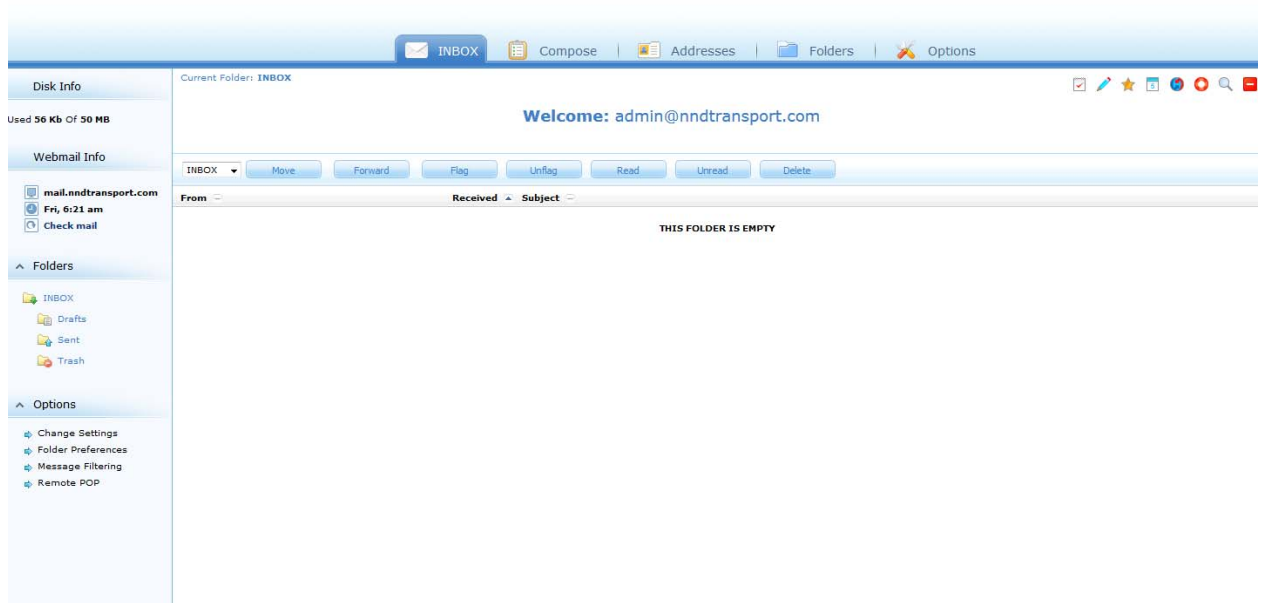 INBOX Compose | Addresses | Folders | Options
Disk Info
Used 56 Kb Of 50 MB
Webmail Info
mail.nndtransport.com
Fri, 6:21 am
Check mail
Folders
INBOX
Drafts
Sent
Trash
Options
Change Settings
Folder Preferences
Message Filtering
Remote POP
Current Folder: INBOX
Welcome: admin@nndtransport.com
INBOX Move Forward Flag Unflag Read Unread Delete
From Received Subject
THIS FOLDER IS EMPTY